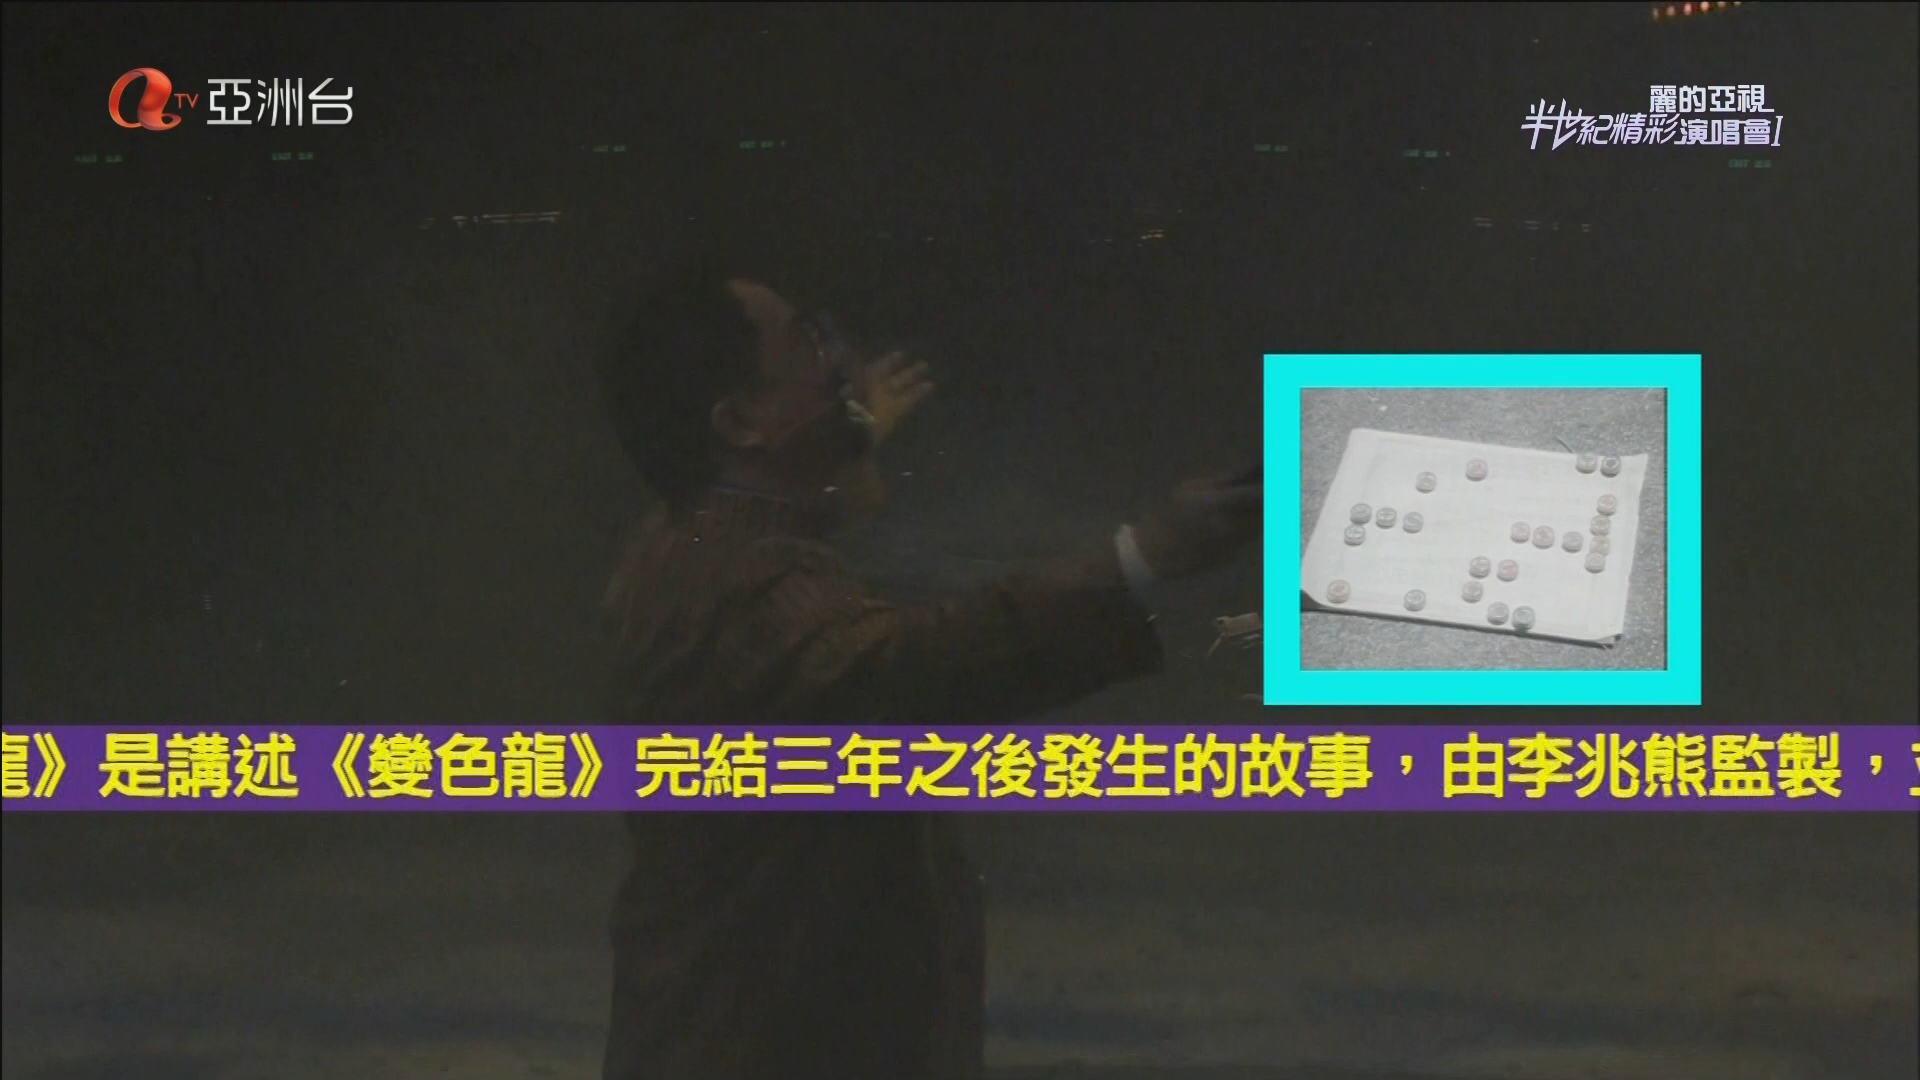 TV 亞洲台
麗的亞視
半世紀精彩演唱會I
龍》是講述《變色龍》完結三年之後發生的故事，由李兆熊監製，